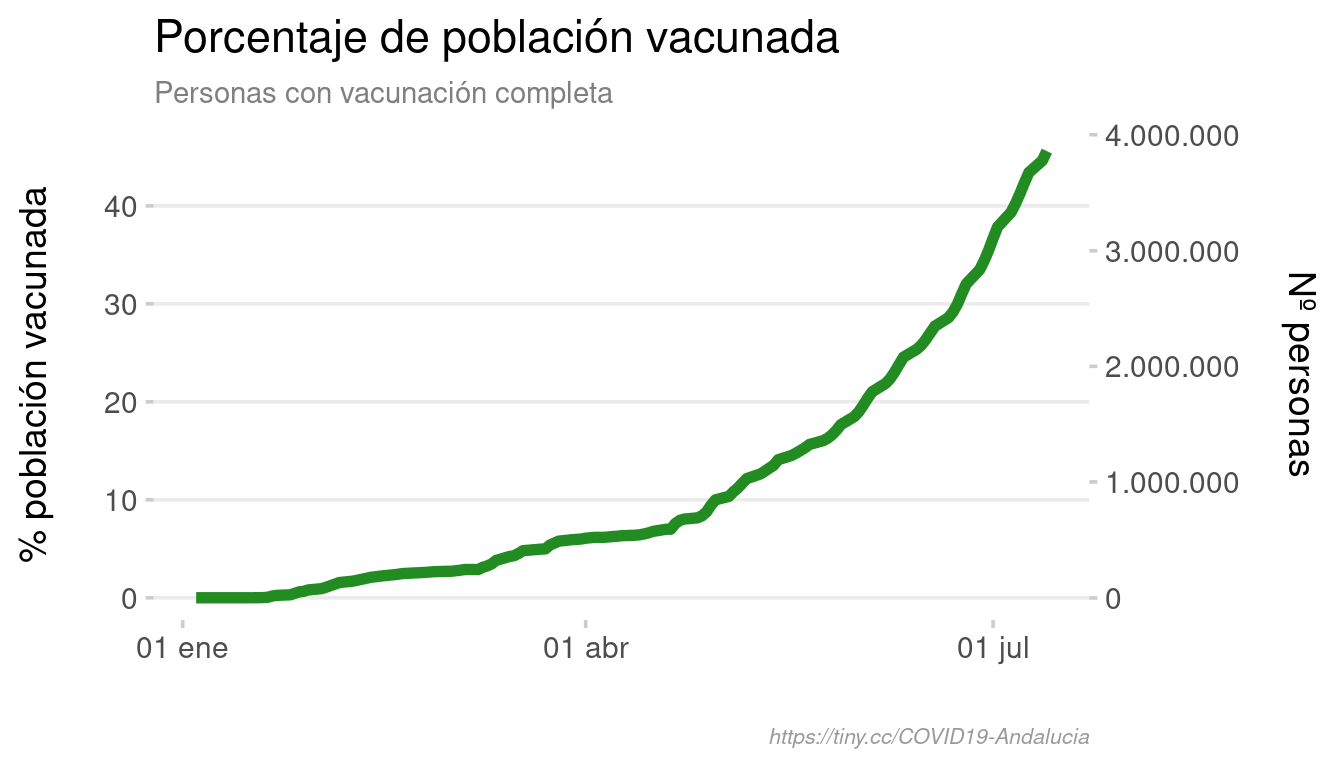 Porcentaje de población vacunada
Personas con vacunación completa
% población vacunada
40
30
20
10
0
4.000.000
3.000.000
2.000.000
1.000.000
0
Nº personas
01 ene
01 abr
01 jul
https://tiny.cc/COVID19-Andalucia